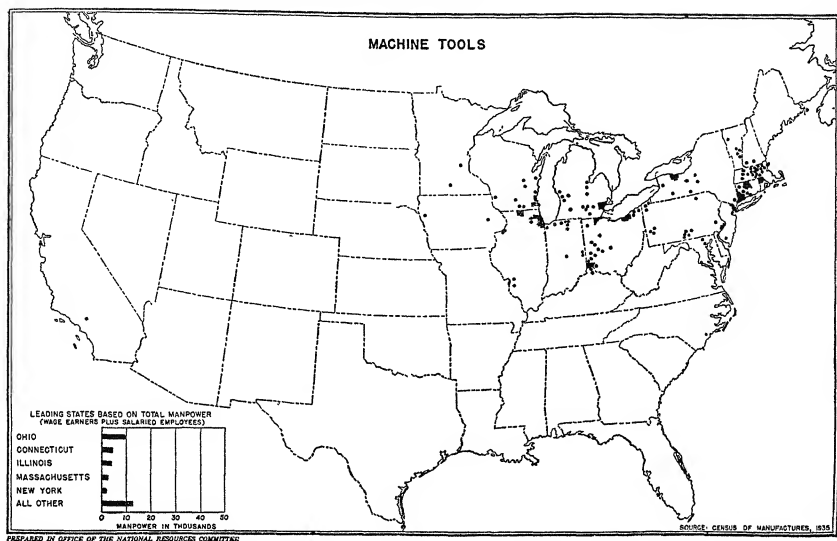 MACHINE TOOLS
LEADING STATES BASED ON TOTAL MANPOWER
(WAGE EARNERS PLUS SALARIED EMPLOYEES)
OHIO
CONNECTICUT
ILLINOIS
MASSACHUSETTS
NEW YORK
ALL OTHER
0 10 20 30 40 50
MANPOWER IN THOUSANDS
SOURCE: CENSUS OF MANUFACTURES, 1935
PREPARED IN OFFICE OF THE NATIONAL RESOURCES COMMITTEE